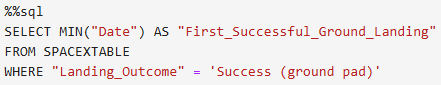 %%sql
SELECT MIN("Date") AS "First_Successful_Ground_Landing"
FROM SPACEXTABLE
WHERE "Landing_Outcome" = 'Success (ground pad)'